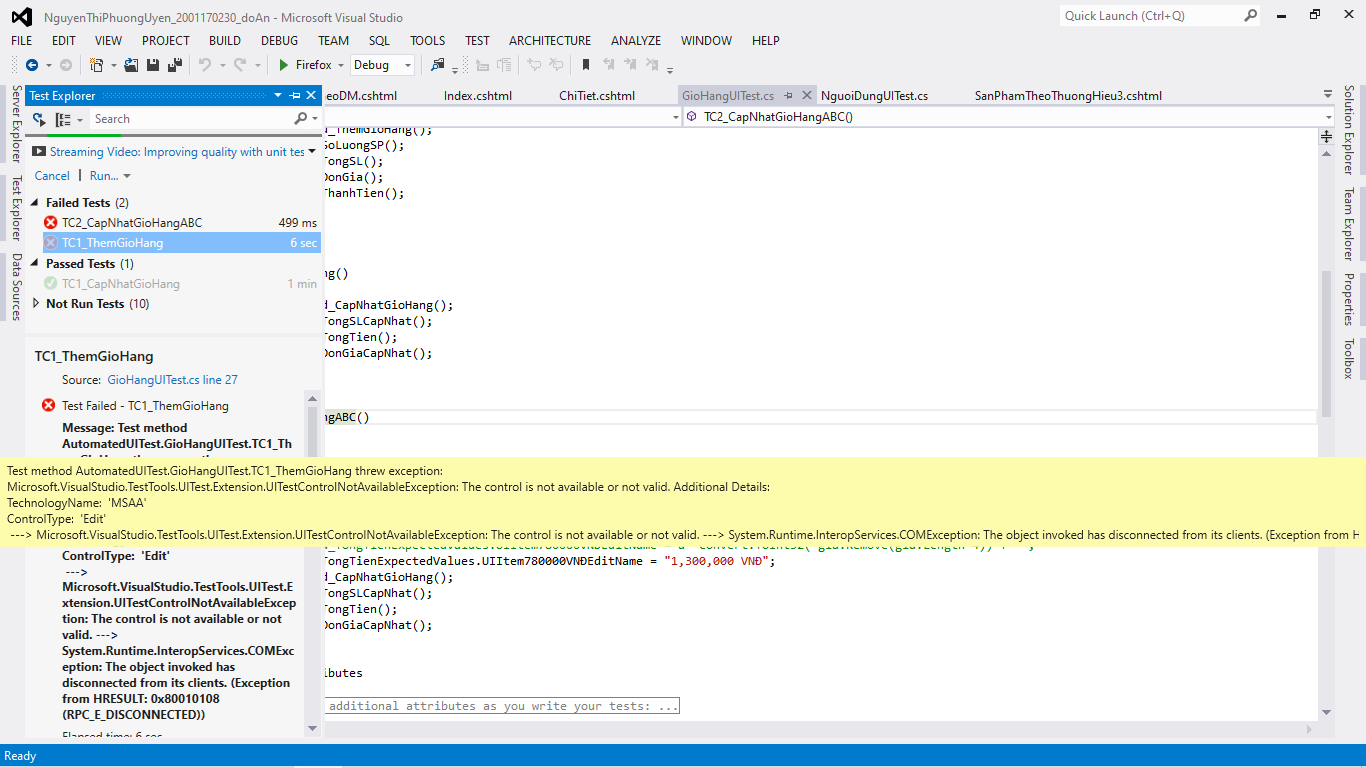 NguyenThiPhuongUyen_2001170230_doAn - Microsoft Visual Studio
Quick Launch (Ctrl+Q)
FILE EDIT VIEW PROJECT BUILD DEBUG TEAM SQL TOOLS TEST ARCHITECTURE ANALYZE WINDOW HELP
Firefox Debug
Server Explorer
Test Explorer
Data Sources
Test Explorer
Search
Streaming Video: Improving quality with unit tes
Cancel | Run...
Failed Tests (2)
TC2_CapNhatGioHangABC 499 ms
TC1_ThemGioHang 6 sec
Passed Tests (1)
TC1_CapNhatGioHang 1 min
Not Run Tests (10)
TC1_ThemGioHang
Source: GioHangUITest.cs line 27
Test Failed - TC1_ThemGioHang
Message: Test method
AutomatedUITest.GioHangUITest.TC1_Th
eoDM.cshtml Index.cshtml ChiTiet.cshtml GioHangUITest.cs NguoiDungUITest.cs SanPhamTheoThuongHieu3.cshtml
TC2_CapNhatGioHangABC()
d_ThemGioHang();
SoLuongSP();
TongSL();
DonGia();
ThanhTien();
ng()
d_CapNhatGioHang();
TongSLCapNhat();
TongTien();
DonGiaCapNhat();
ngABC()
Test method AutomatedUITest.GioHangUITest.TC1_ThemGioHang threw exception:
Microsoft.VisualStudio.TestTools.UITest.Extension.UITestControlNotAvailableException: The control is not available or not valid. Additional Details:
TechnologyName: 'MSAA'
ControlType: 'Edit'
---> Microsoft.VisualStudio.TestTools.UITest.Extension.UITestControlNotAvailableException: The control is not available or not valid. ---> System.Runtime.InteropServices.COMException: The object invoked has disconnected from its clients. (Exception from H
ControlType: 'Edit'
--->
Microsoft.VisualStudio.TestTools.UITest.E
xtension.UITestControlNotAvailableExcep
tion: The control is not available or not
valid. --->
System.Runtime.InteropServices.COMExc
eption: The object invoked has
disconnected from its clients. (Exception
from HRESULT: 0x80010108
(RPC_E_DISCONNECTED))
Elapsed time: 6 sec
TongTienExpectedValues.UIItem780000VNĐEditName = "1,300,000 VNĐ";
d_CapNhatGioHang();
TongSLCapNhat();
TongTien();
DonGiaCapNhat();
ibutes
additional attributes as you write your tests: ...
Solution Explorer
Team Explorer
Properties
Toolbox
Ready